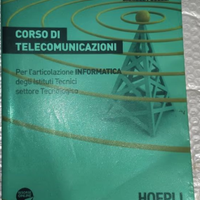 CORSO DI
TELECOMUNICAZIONI
Per l'articolazione INFORMATICA
degli Istituti Tecnici
settore Tecnologico
HOEPLI